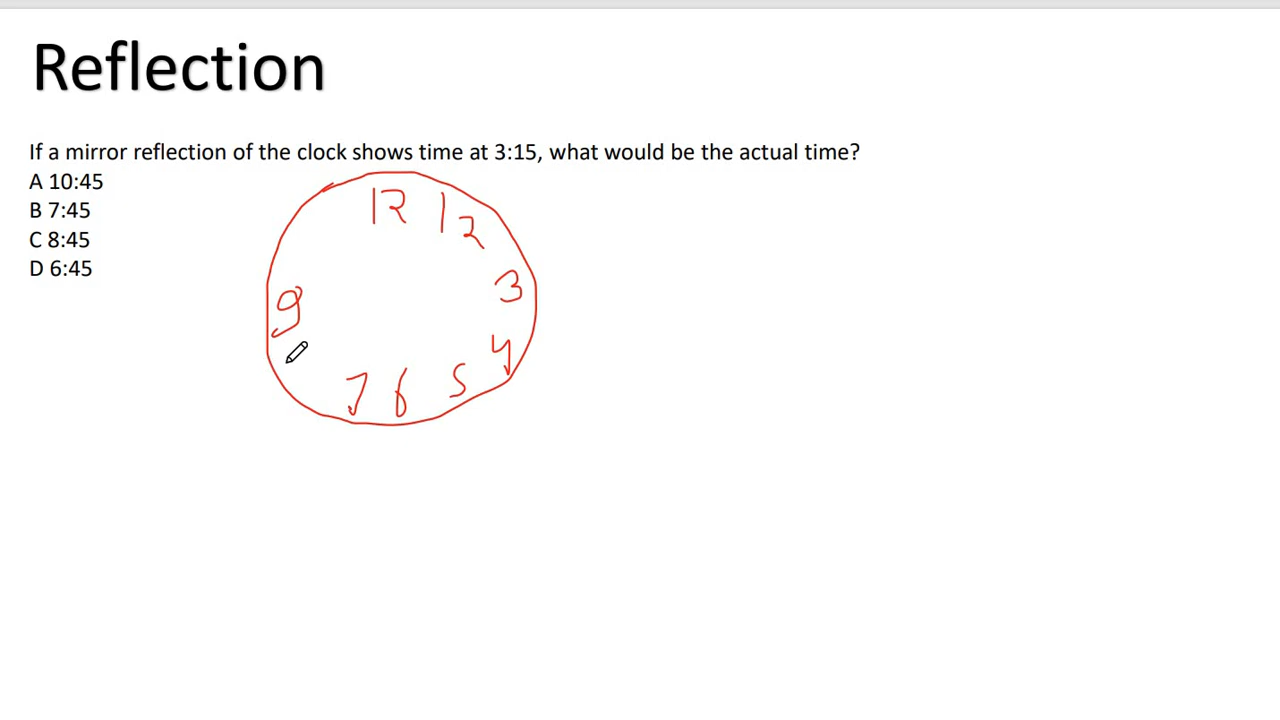 Reflection
If a mirror reflection of the clock shows time at 3:15, what would be the actual time?
A 10:45
B 7:45
C 8:45
D 6:45
12 1
2
3
9
4
7 6 5